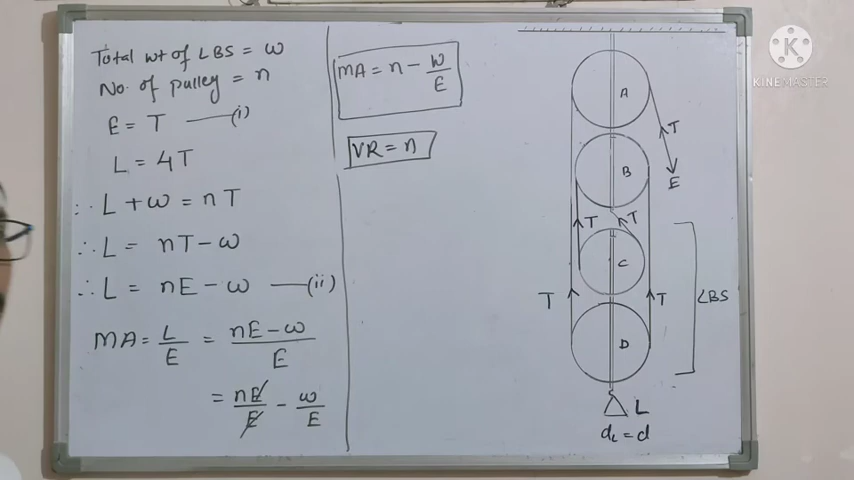 Total wt of LBS = w
No. of pulley = n
E = T —(i)
L = 4T
∴ L + w = nT
∴ L = nT - w
∴ L = nE - w —(ii)
MA = L/E = (nE - w)/E
= nE/E - w/E
MA = n - w/E
VR = n
A
T
B
E
T
T
C
T
T
LBS
D
L
dL = d
K
KINEMASTER